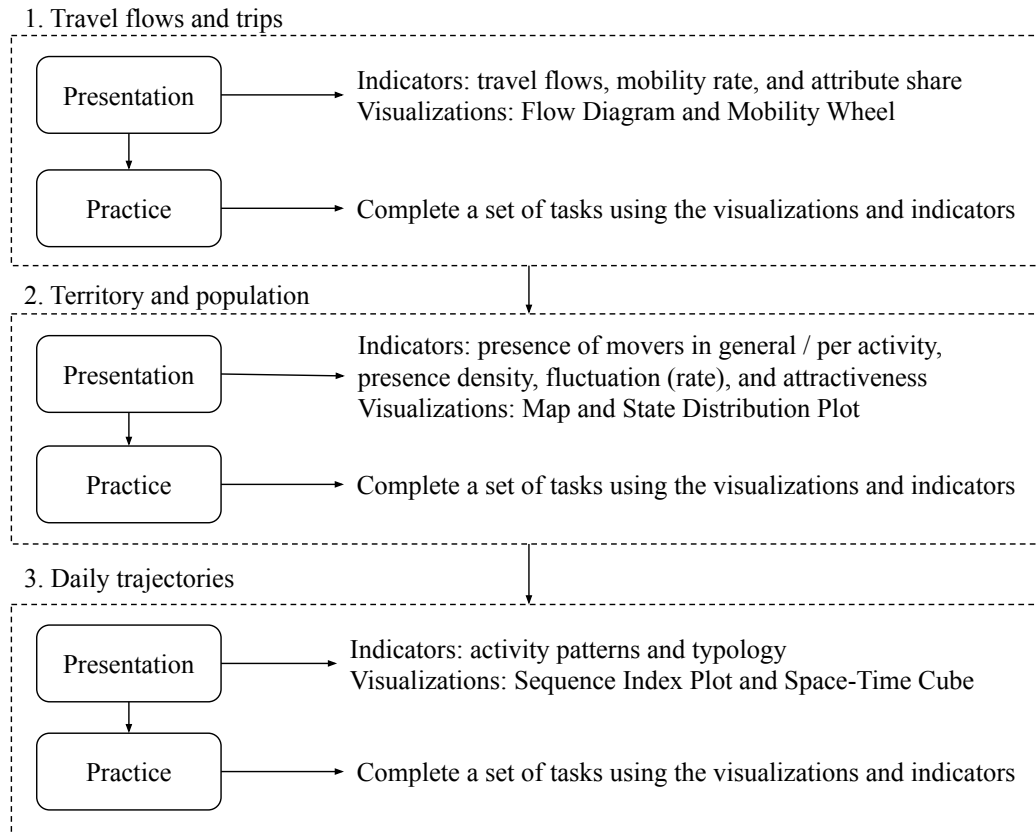 1. Travel flows and trips
Presentation
Indicators: travel flows, mobility rate, and attribute share
Visualizations: Flow Diagram and Mobility Wheel
Practice
Complete a set of tasks using the visualizations and indicators
2. Territory and population
Presentation
Indicators: presence of movers in general / per activity,
presence density, fluctuation (rate), and attractiveness
Visualizations: Map and State Distribution Plot
Practice
Complete a set of tasks using the visualizations and indicators
3. Daily trajectories
Presentation
Indicators: activity patterns and typology
Visualizations: Sequence Index Plot and Space-Time Cube
Practice
Complete a set of tasks using the visualizations and indicators